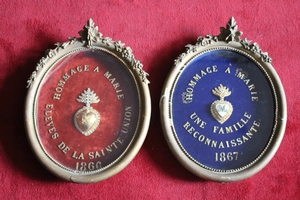 HOMMAGE A MARIE
ÉLÈVES DE LA SAINTE UNION
1866
HOMMAGE A MARIE
UNE FAMILLE
RECONNAISSANTE
1867